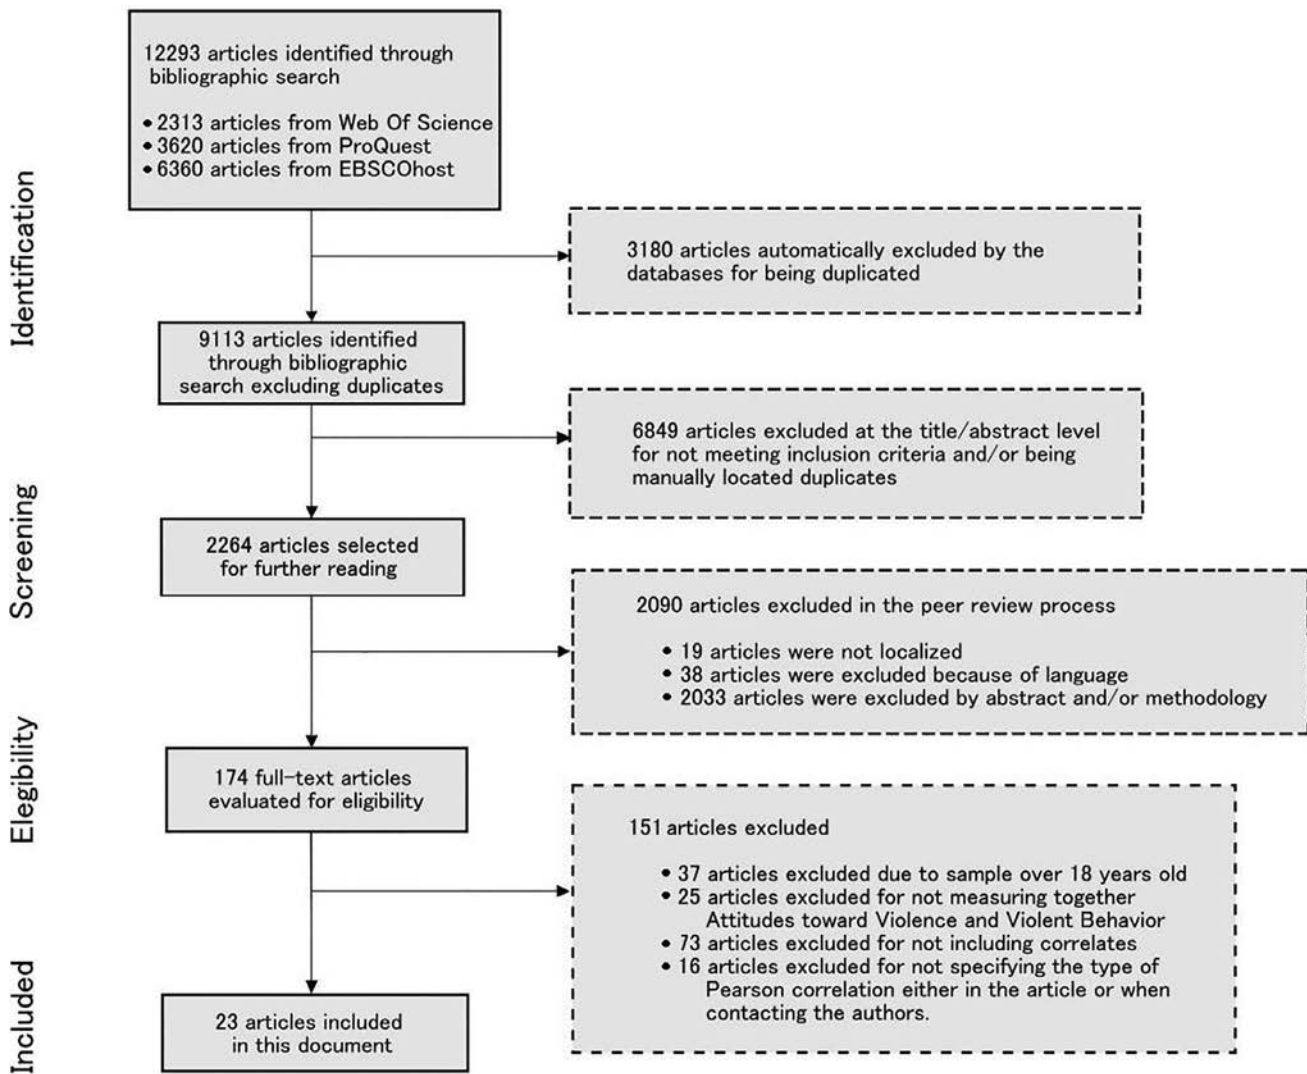 12293 articles identified through
bibliographic search
• 2313 articles from Web Of Science
• 3620 articles from ProQuest
• 6360 articles from EBSCOhost
Identification
3180 articles automatically excluded by the
databases for being duplicated
9113 articles identified
through bibliographic
search excluding duplicates
6849 articles excluded at the title/abstract level
for not meeting inclusion criteria and/or being
manually located duplicates
Screening
2264 articles selected
for further reading
2090 articles excluded in the peer review process
• 19 articles were not localized
• 38 articles were excluded because of language
• 2033 articles were excluded by abstract and/or methodology
Elegibility
174 full-text articles
evaluated for eligibility
151 articles excluded
• 37 articles excluded due to sample over 18 years old
• 25 articles excluded for not measuring together
Attitudes toward Violence and Violent Behavior
• 73 articles excluded for not including correlates
• 16 articles excluded for not specifying the type of
Pearson correlation either in the article or when
contacting the authors.
Included
23 articles included
in this document